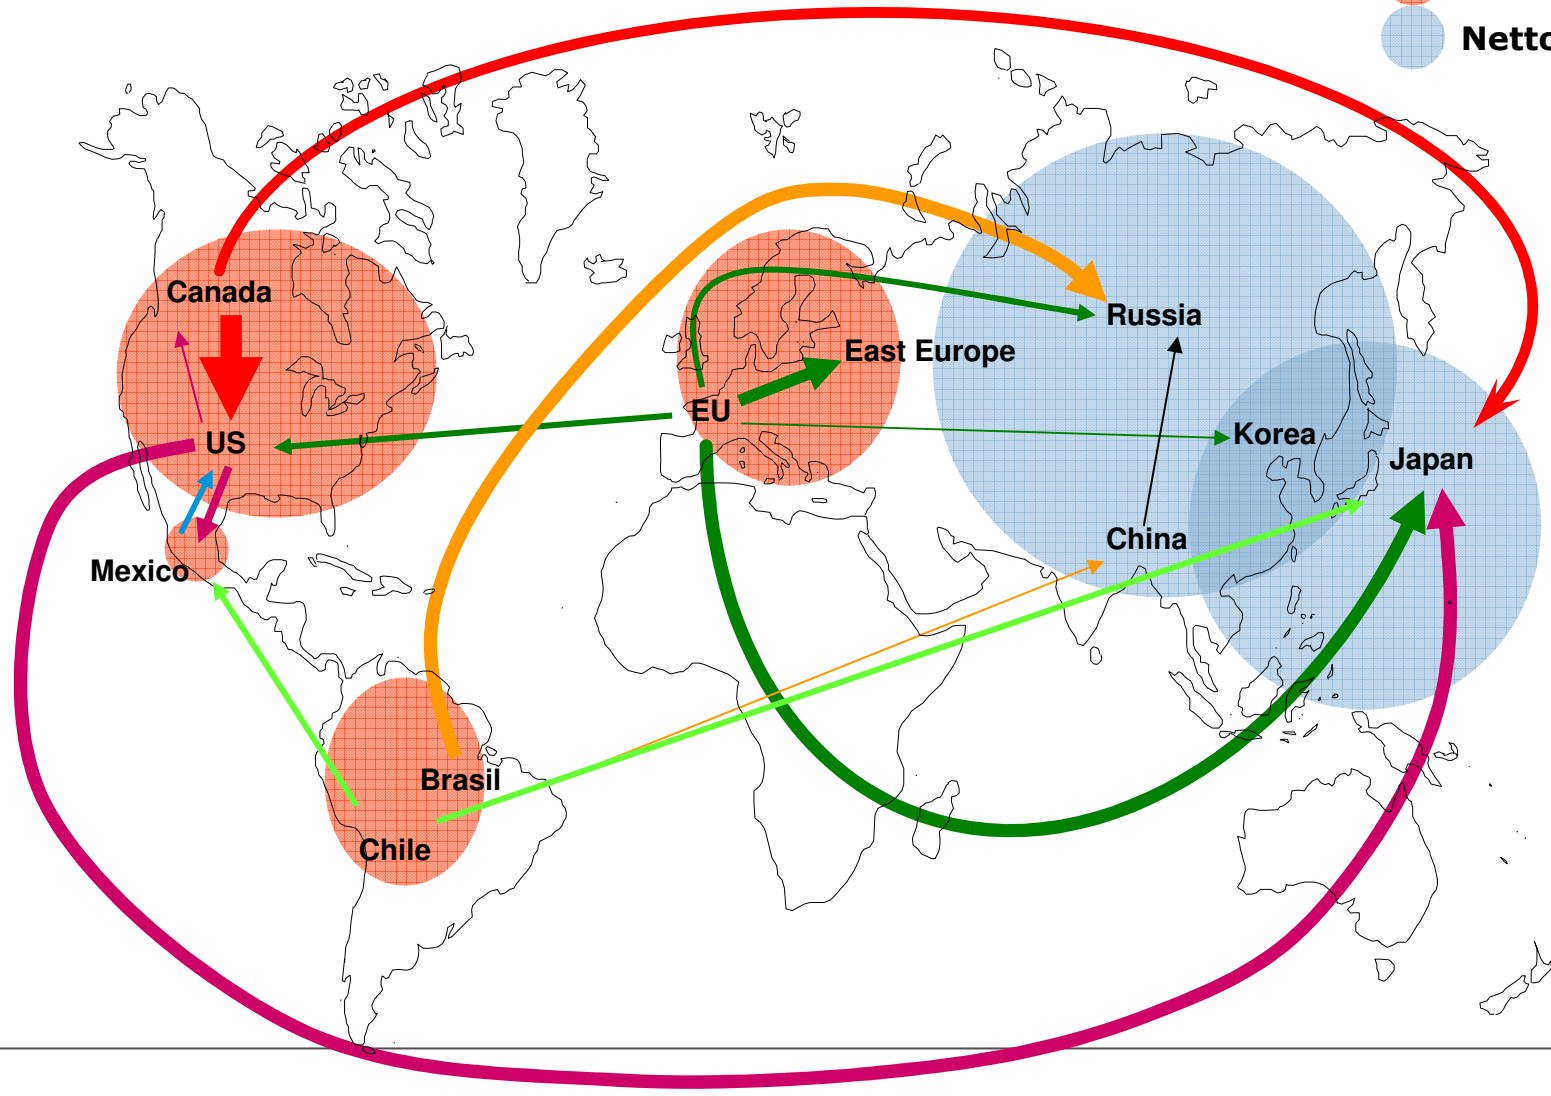 Netto
Canada
Russia
East Europe
EU
US
Korea
Japan
China
Mexico
Brasil
Chile